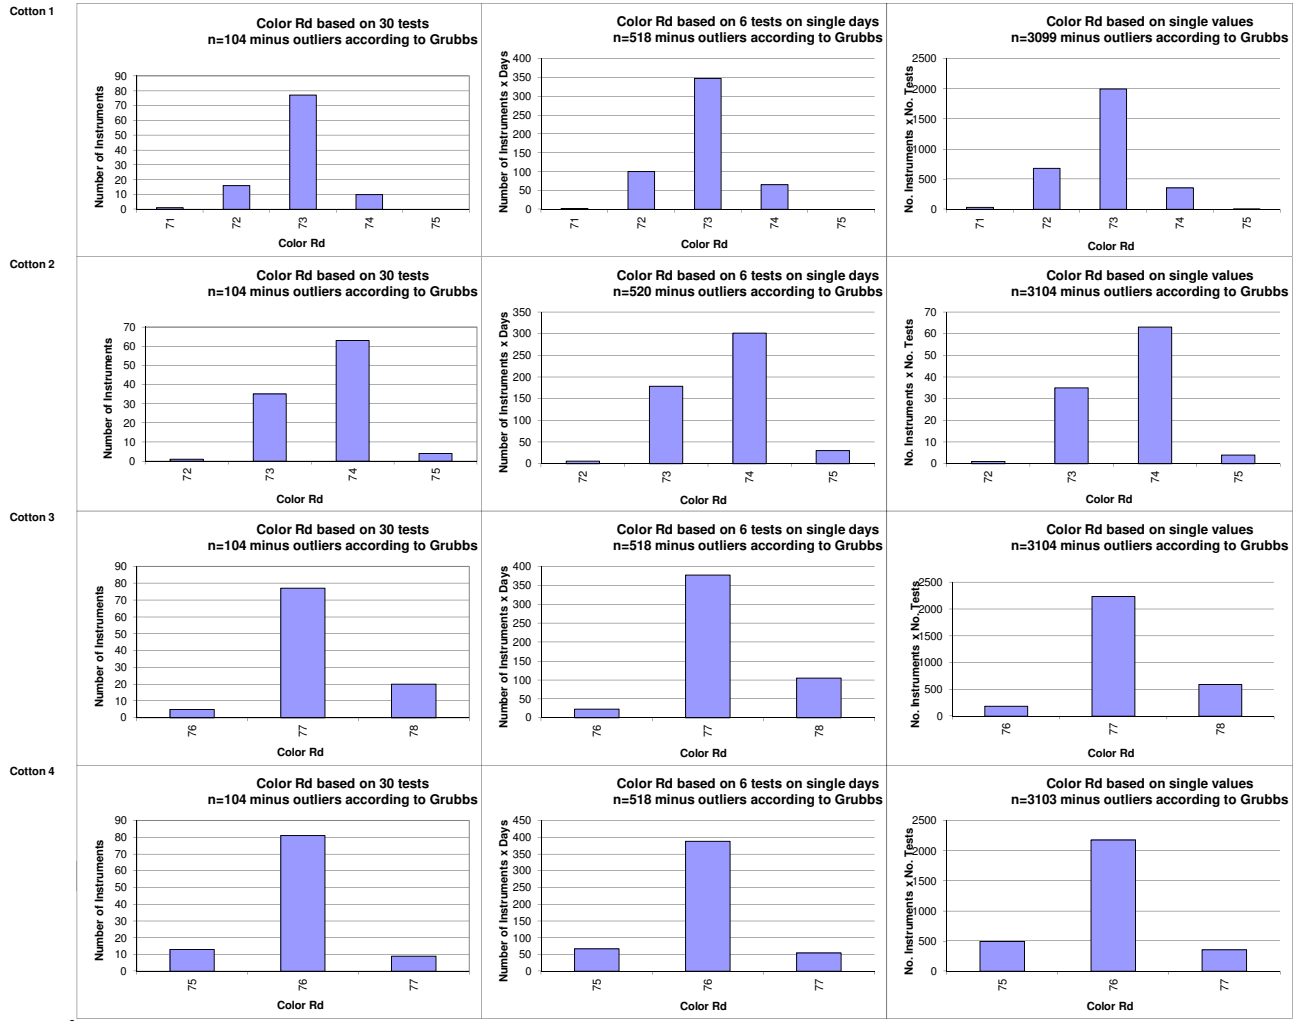 Cotton 1
Color Rd based on 30 tests
n=104 minus outliers according to Grubbs
Number of Instruments
90
80
70
60
50
40
30
20
10
0
71 72 73 74 75
Color Rd
Color Rd based on 6 tests on single days
n=518 minus outliers according to Grubbs
Number of Instruments x Days
400
350
300
250
200
150
100
50
0
71 72 73 74 75
Color Rd
Color Rd based on single values
n=3099 minus outliers according to Grubbs
No. Instruments x No. Tests
2500
2000
1500
1000
500
0
71 72 73 74 75
Color Rd
Cotton 2
Color Rd based on 30 tests
n=104 minus outliers according to Grubbs
Number of Instruments
70
60
50
40
30
20
10
0
72 73 74 75
Color Rd
Color Rd based on 6 tests on single days
n=520 minus outliers according to Grubbs
Number of Instruments x Days
350
300
250
200
150
100
50
0
72 73 74 75
Color Rd
Color Rd based on single values
n=3104 minus outliers according to Grubbs
No. Instruments x No. Tests
70
60
50
40
30
20
10
0
72 73 74 75
Color Rd
Cotton 3
Color Rd based on 30 tests
n=104 minus outliers according to Grubbs
Number of Instruments
90
80
70
60
50
40
30
20
10
0
76 77 78
Color Rd
Color Rd based on 6 tests on single days
n=518 minus outliers according to Grubbs
Number of Instruments x Days
400
350
300
250
200
150
100
50
0
76 77 78
Color Rd
Color Rd based on single values
n=3104 minus outliers according to Grubbs
No. Instruments x No. Tests
2500
2000
1500
1000
500
0
76 77 78
Color Rd
Cotton 4
Color Rd based on 30 tests
n=104 minus outliers according to Grubbs
Number of Instruments
90
80
70
60
50
40
30
20
10
0
75 76 77
Color Rd
Color Rd based on 6 tests on single days
n=518 minus outliers according to Grubbs
Number of Instruments x Days
450
400
350
300
250
200
150
100
50
0
75 76 77
Color Rd
Color Rd based on single values
n=3103 minus outliers according to Grubbs
No. Instruments x No. Tests
2500
2000
1500
1000
500
0
75 76 77
Color Rd